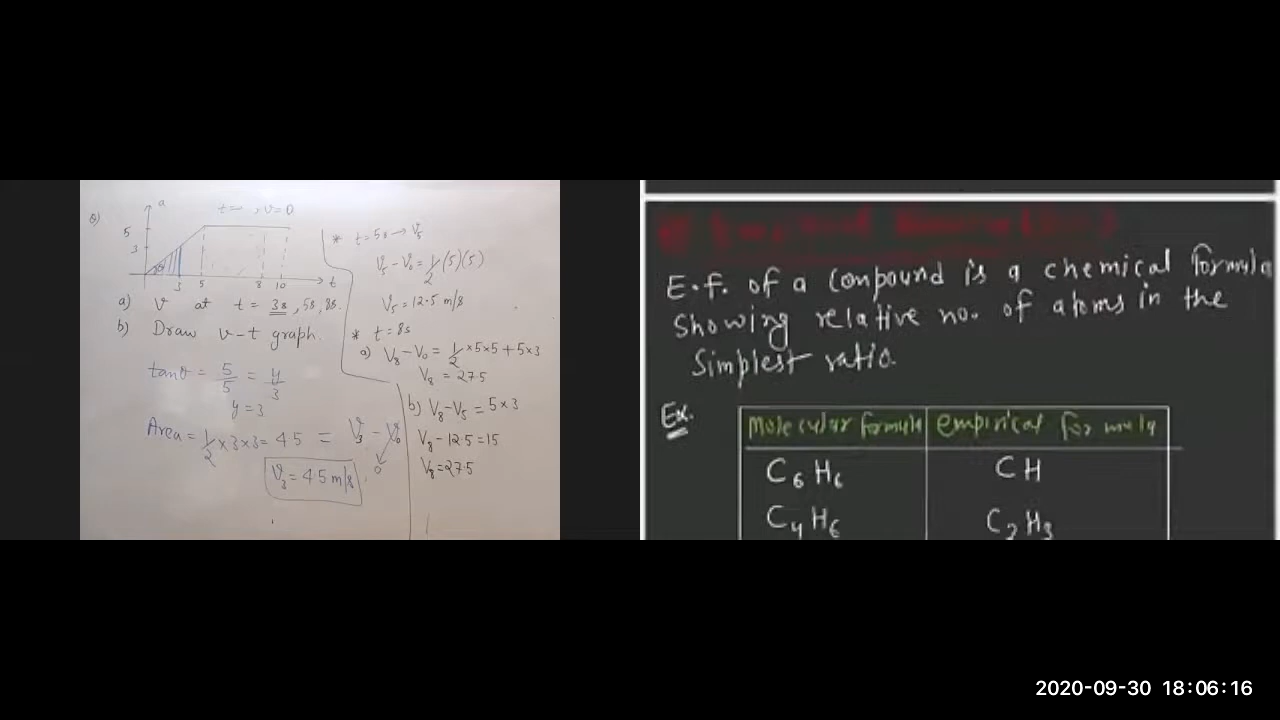 Q)
a
t= , v=0
5
3
θ
3 5 8 10 t
a) V at t = 3s, 5s, 8s.
b) Draw v-t graph.
tanθ = 5/5 = y/3
y = 3
Area = 1/2 ×3×3 = 4.5 = V₃ - V₀
0
V₃ = 4.5 m/s
* t = 5s → V₅
V₅ - V₀ = 1/2 (5)(5)
V₅ = 12.5 m/s
* t = 8s
a) V₈ - V₀ = 1/2 ×5×5 + 5×3
V₈ = 27.5
b) V₈ - V₅ = 5×3
V₈ - 12.5 = 15
V₈ = 27.5
E.f. of a compound is a chemical formula
Showing relative no. of atoms in the
Simplest ratio.
Ex.
Molecular formula empirical formula
C₆H₆ CH
C₄H₆ C₂H₃
2020-09-30 18:06:16